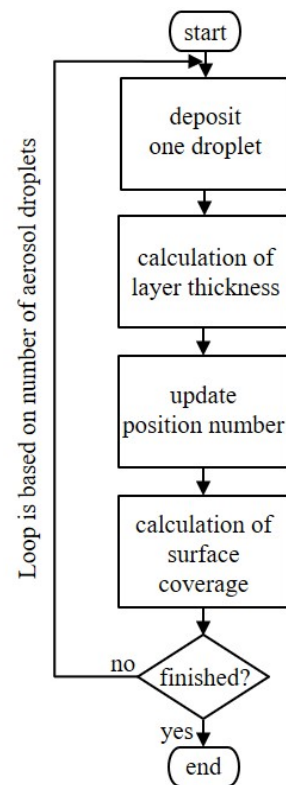 start
deposit
one droplet
calculation of
layer thickness
update
position number
calculation of
surface
coverage
finished?
no
yes
end
Loop is based on number of aerosol droplets